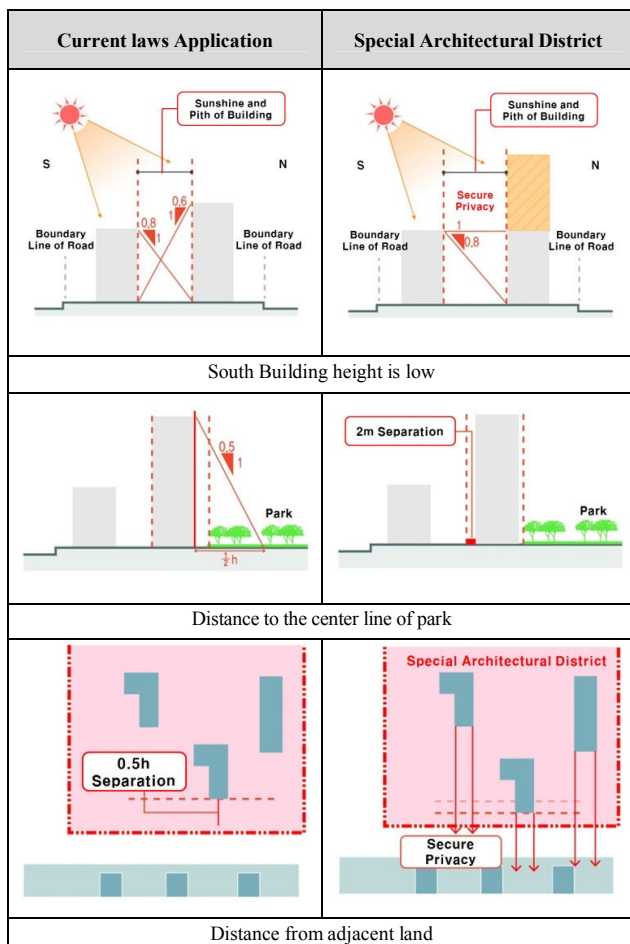 Current laws Application
Special Architectural District
Sunshine and
Pith of Building
S
N
0.6
1
0.8
1
Boundary
Line of Road
Boundary
Line of Road
Sunshine and
Pith of Building
S
N
Secure
Privacy
1
0.8
Boundary
Line of Road
Boundary
Line of Road
South Building height is low
0.5
1
Park
½h
2m Separation
Park
Distance to the center line of park
0.5h
Separation
Special Architectural District
Secure
Privacy
Distance from adjacent land